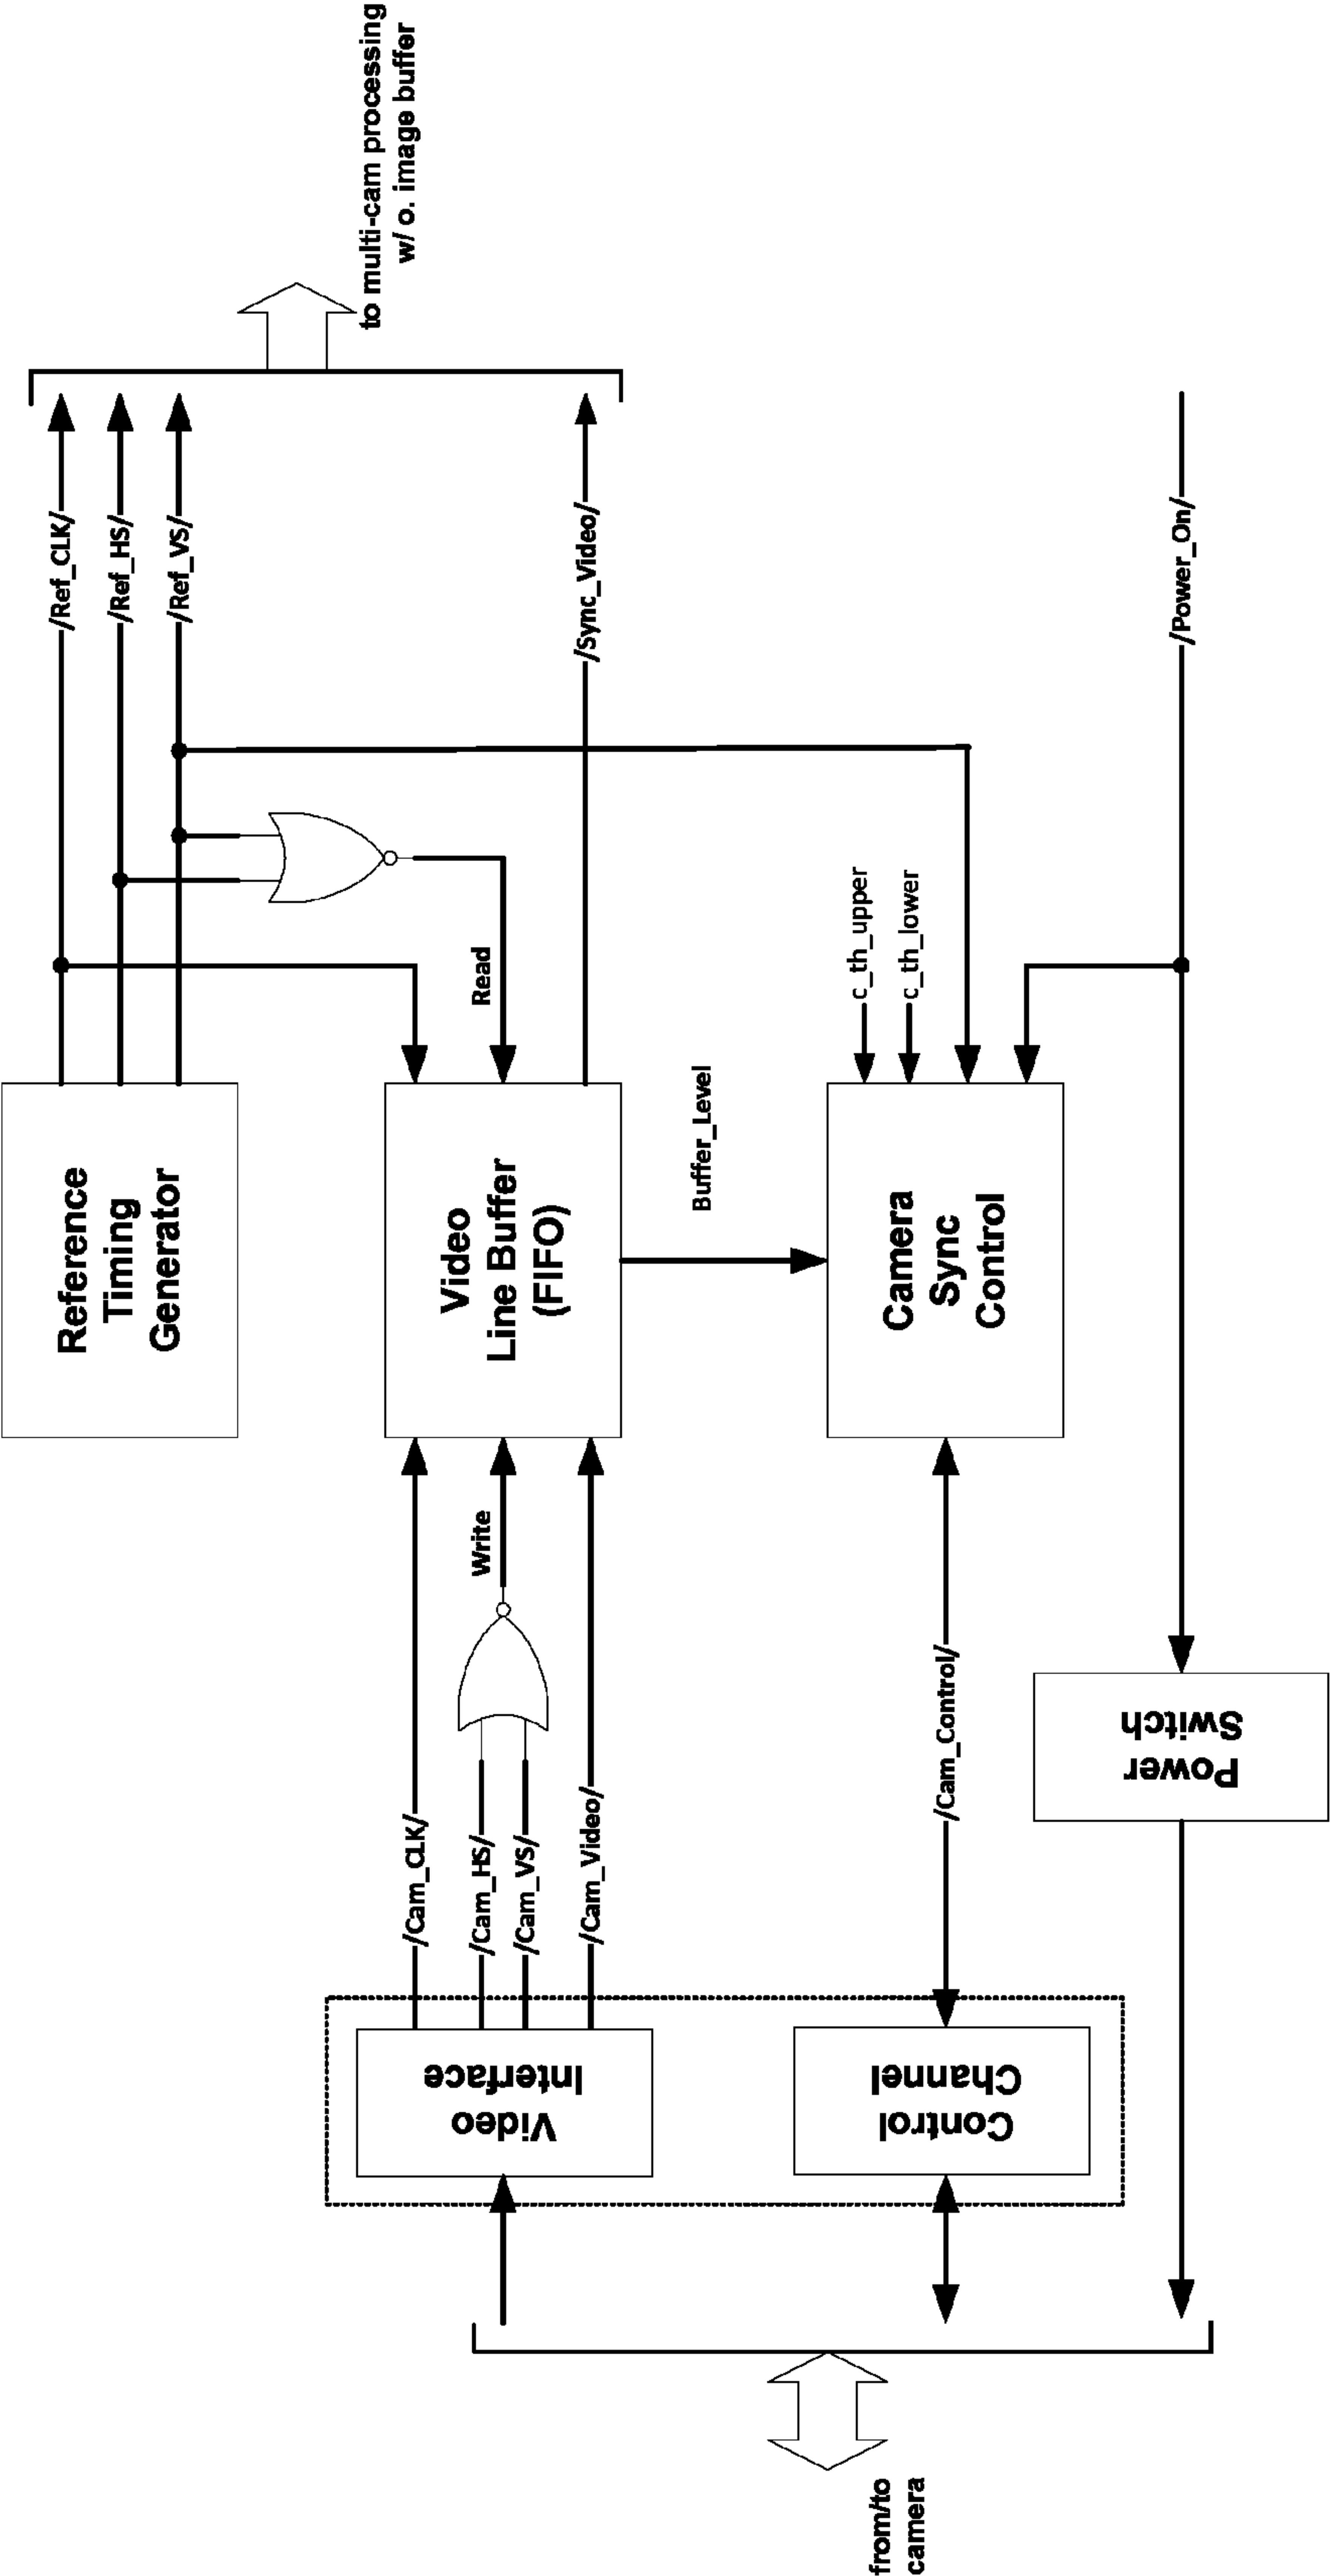 to multi-cam processing
w/ o. image buffer
/Ref_CLK/
/Ref_HS/
/Ref_VS/
/Sync_Video/
/Power_On/
Read
c_th_upper
c_th_lower
Reference
Timing
Generator
Video
Line Buffer
(FIFO)
Buffer_Level
Camera
Sync
Control
Write
/Cam_CLK/
/Cam_HS/
/Cam_VS/
/Cam_Video/
/Cam_Control/
Power
Switch
Video
Interface
Control
Channel
from/to
camera